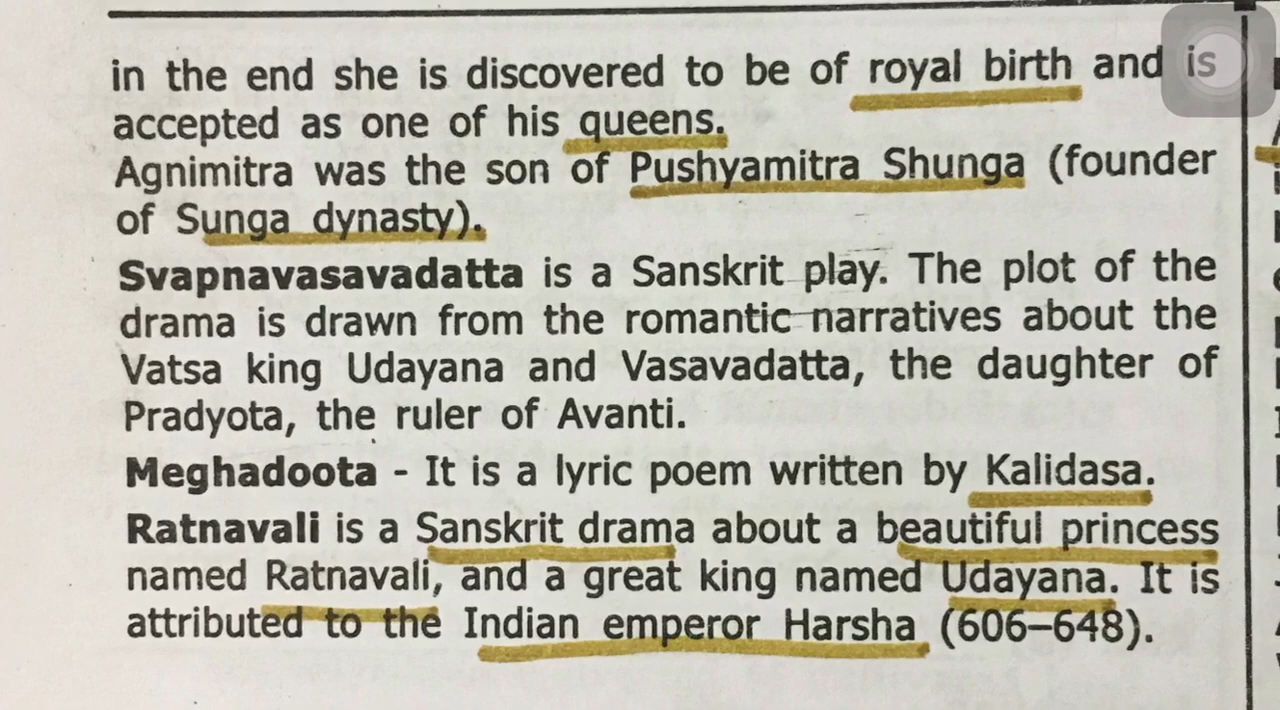 in the end she is discovered to be of royal birth and is
accepted as one of his queens.
Agnimitra was the son of Pushyamitra Shunga (founder
of Sunga dynasty).
Svapnavasavadatta is a Sanskrit play. The plot of the
drama is drawn from the romantic narratives about the
Vatsa king Udayana and Vasavadatta, the daughter of
Pradyota, the ruler of Avanti.
Meghadoota - It is a lyric poem written by Kalidasa.
Ratnavali is a Sanskrit drama about a beautiful princess
named Ratnavali, and a great king named Udayana. It is
attributed to the Indian emperor Harsha (606–648).